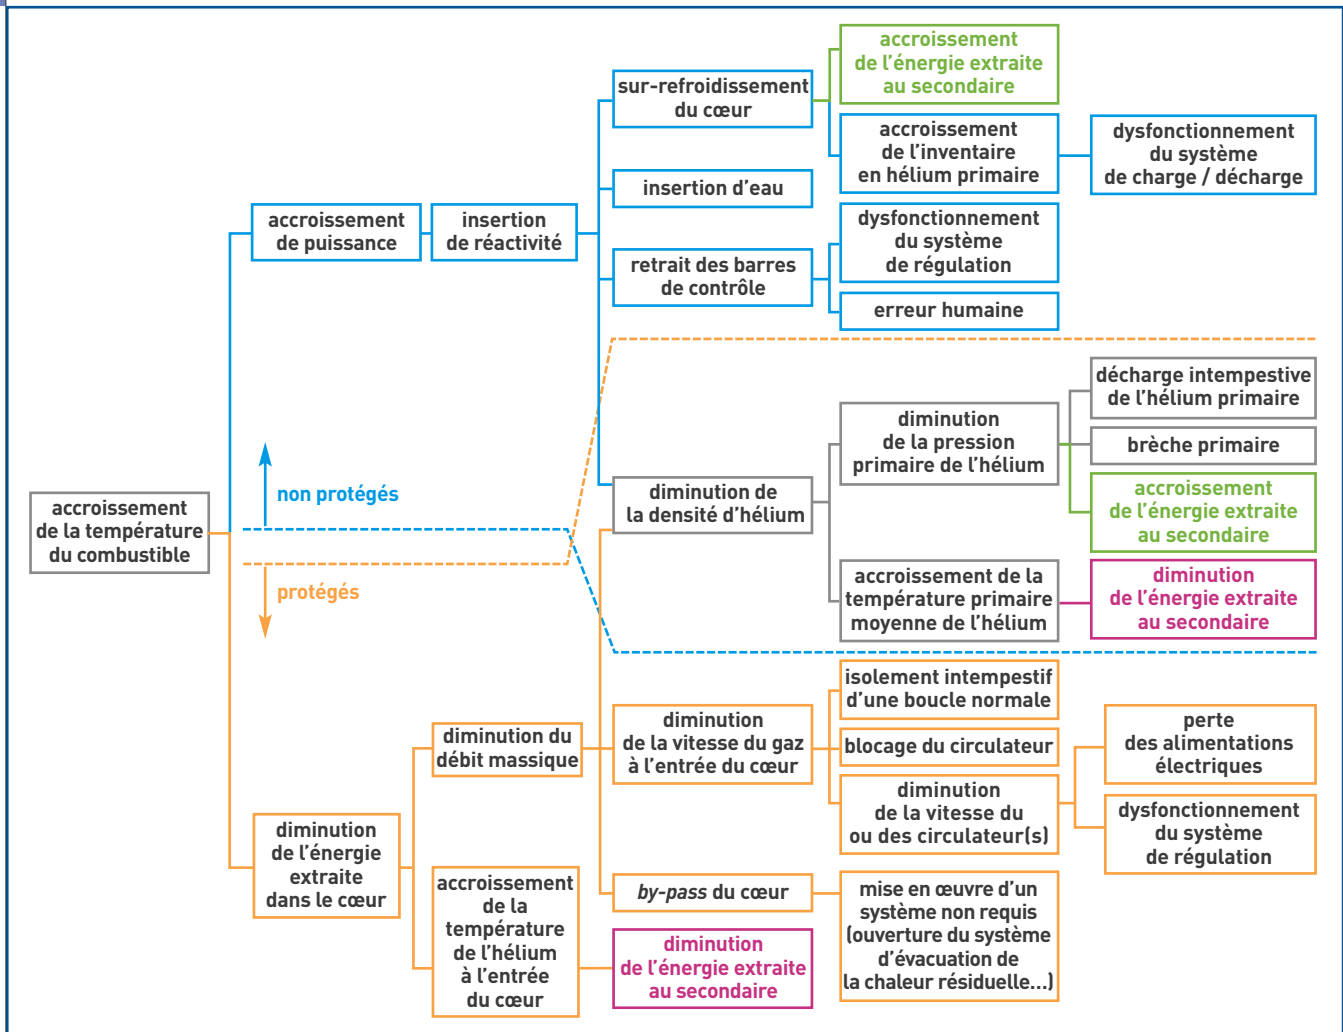 accroissement
de la température
du combustible
non protégés
protégés
accroissement
de puissance
insertion
de réactivité
sur-refroidissement
du cœur
accroissement
de l'énergie extraite
au secondaire
accroissement
de l'inventaire
en hélium primaire
dysfonctionnement
du système
de charge / décharge
insertion d'eau
retrait des barres
de contrôle
dysfonctionnement
du système
de régulation
erreur humaine
diminution de
la densité d'hélium
diminution
de la pression
primaire de l'hélium
décharge intempestive
de l'hélium primaire
brèche primaire
accroissement
de l'énergie extraite
au secondaire
accroissement de la
température primaire
moyenne de l'hélium
diminution
de l'énergie extraite
au secondaire
diminution
de l'énergie
extraite
dans le cœur
diminution du
débit massique
diminution
de la vitesse du gaz
à l'entrée du cœur
isolement intempestif
d'une boucle normale
blocage du circulateur
diminution
de la vitesse du
ou des circulateur(s)
perte
des alimentations
électriques
dysfonctionnement
du système
de régulation
by-pass du cœur
mise en œuvre d'un
système non requis
(ouverture du système
d'évacuation de
la chaleur résiduelle...)
accroissement
de la
température
de l'hélium
à l'entrée
du cœur
diminution
de l'énergie extraite
au secondaire